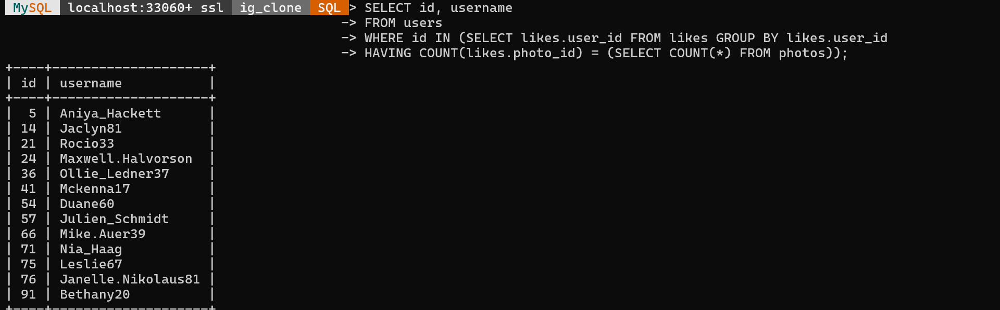 MySQL localhost:33060+ ssl ig_clone SQL > SELECT id, username
-> FROM users
-> WHERE id IN (SELECT likes.user_id FROM likes GROUP BY likes.user_id
-> HAVING COUNT(likes.photo_id) = (SELECT COUNT(*) FROM photos));
+----+--------------------+
| id | username           |
+----+--------------------+
|  5 | Aniya_Hackett      |
| 14 | Jaclyn81           |
| 21 | Rocio33            |
| 24 | Maxwell.Halvorson  |
| 36 | Ollie_Ledner37     |
| 41 | Mckenna17          |
| 54 | Duane60            |
| 57 | Julien_Schmidt     |
| 66 | Mike.Auer39        |
| 71 | Nia_Haag           |
| 75 | Leslie67           |
| 76 | Janelle.Nikolaus81 |
| 91 | Bethany20          |
+----+--------------------+